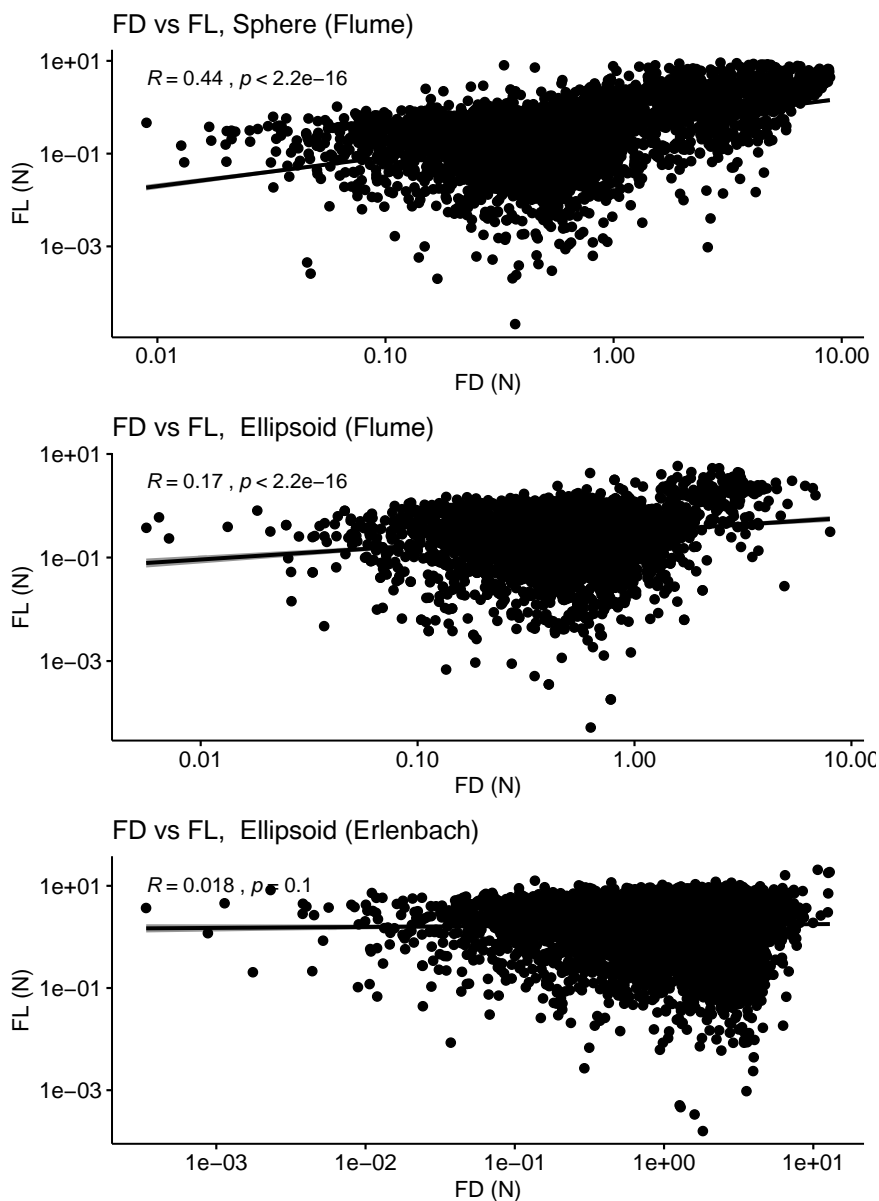 FD vs FL, Sphere (Flume)
1e+01
1e−01
1e−03
R = 0.44 , p < 2.2e−16
FL (N)
0.01 0.10 1.00 10.00
FD (N)
FD vs FL,  Ellipsoid (Flume)
1e+01
1e−01
1e−03
R = 0.17 , p < 2.2e−16
FL (N)
0.01 0.10 1.00 10.00
FD (N)
FD vs FL,  Ellipsoid (Erlenbach)
1e+01
1e−01
1e−03
R = 0.018 , p = 0.1
FL (N)
1e−03 1e−02 1e−01 1e+00 1e+01
FD (N)